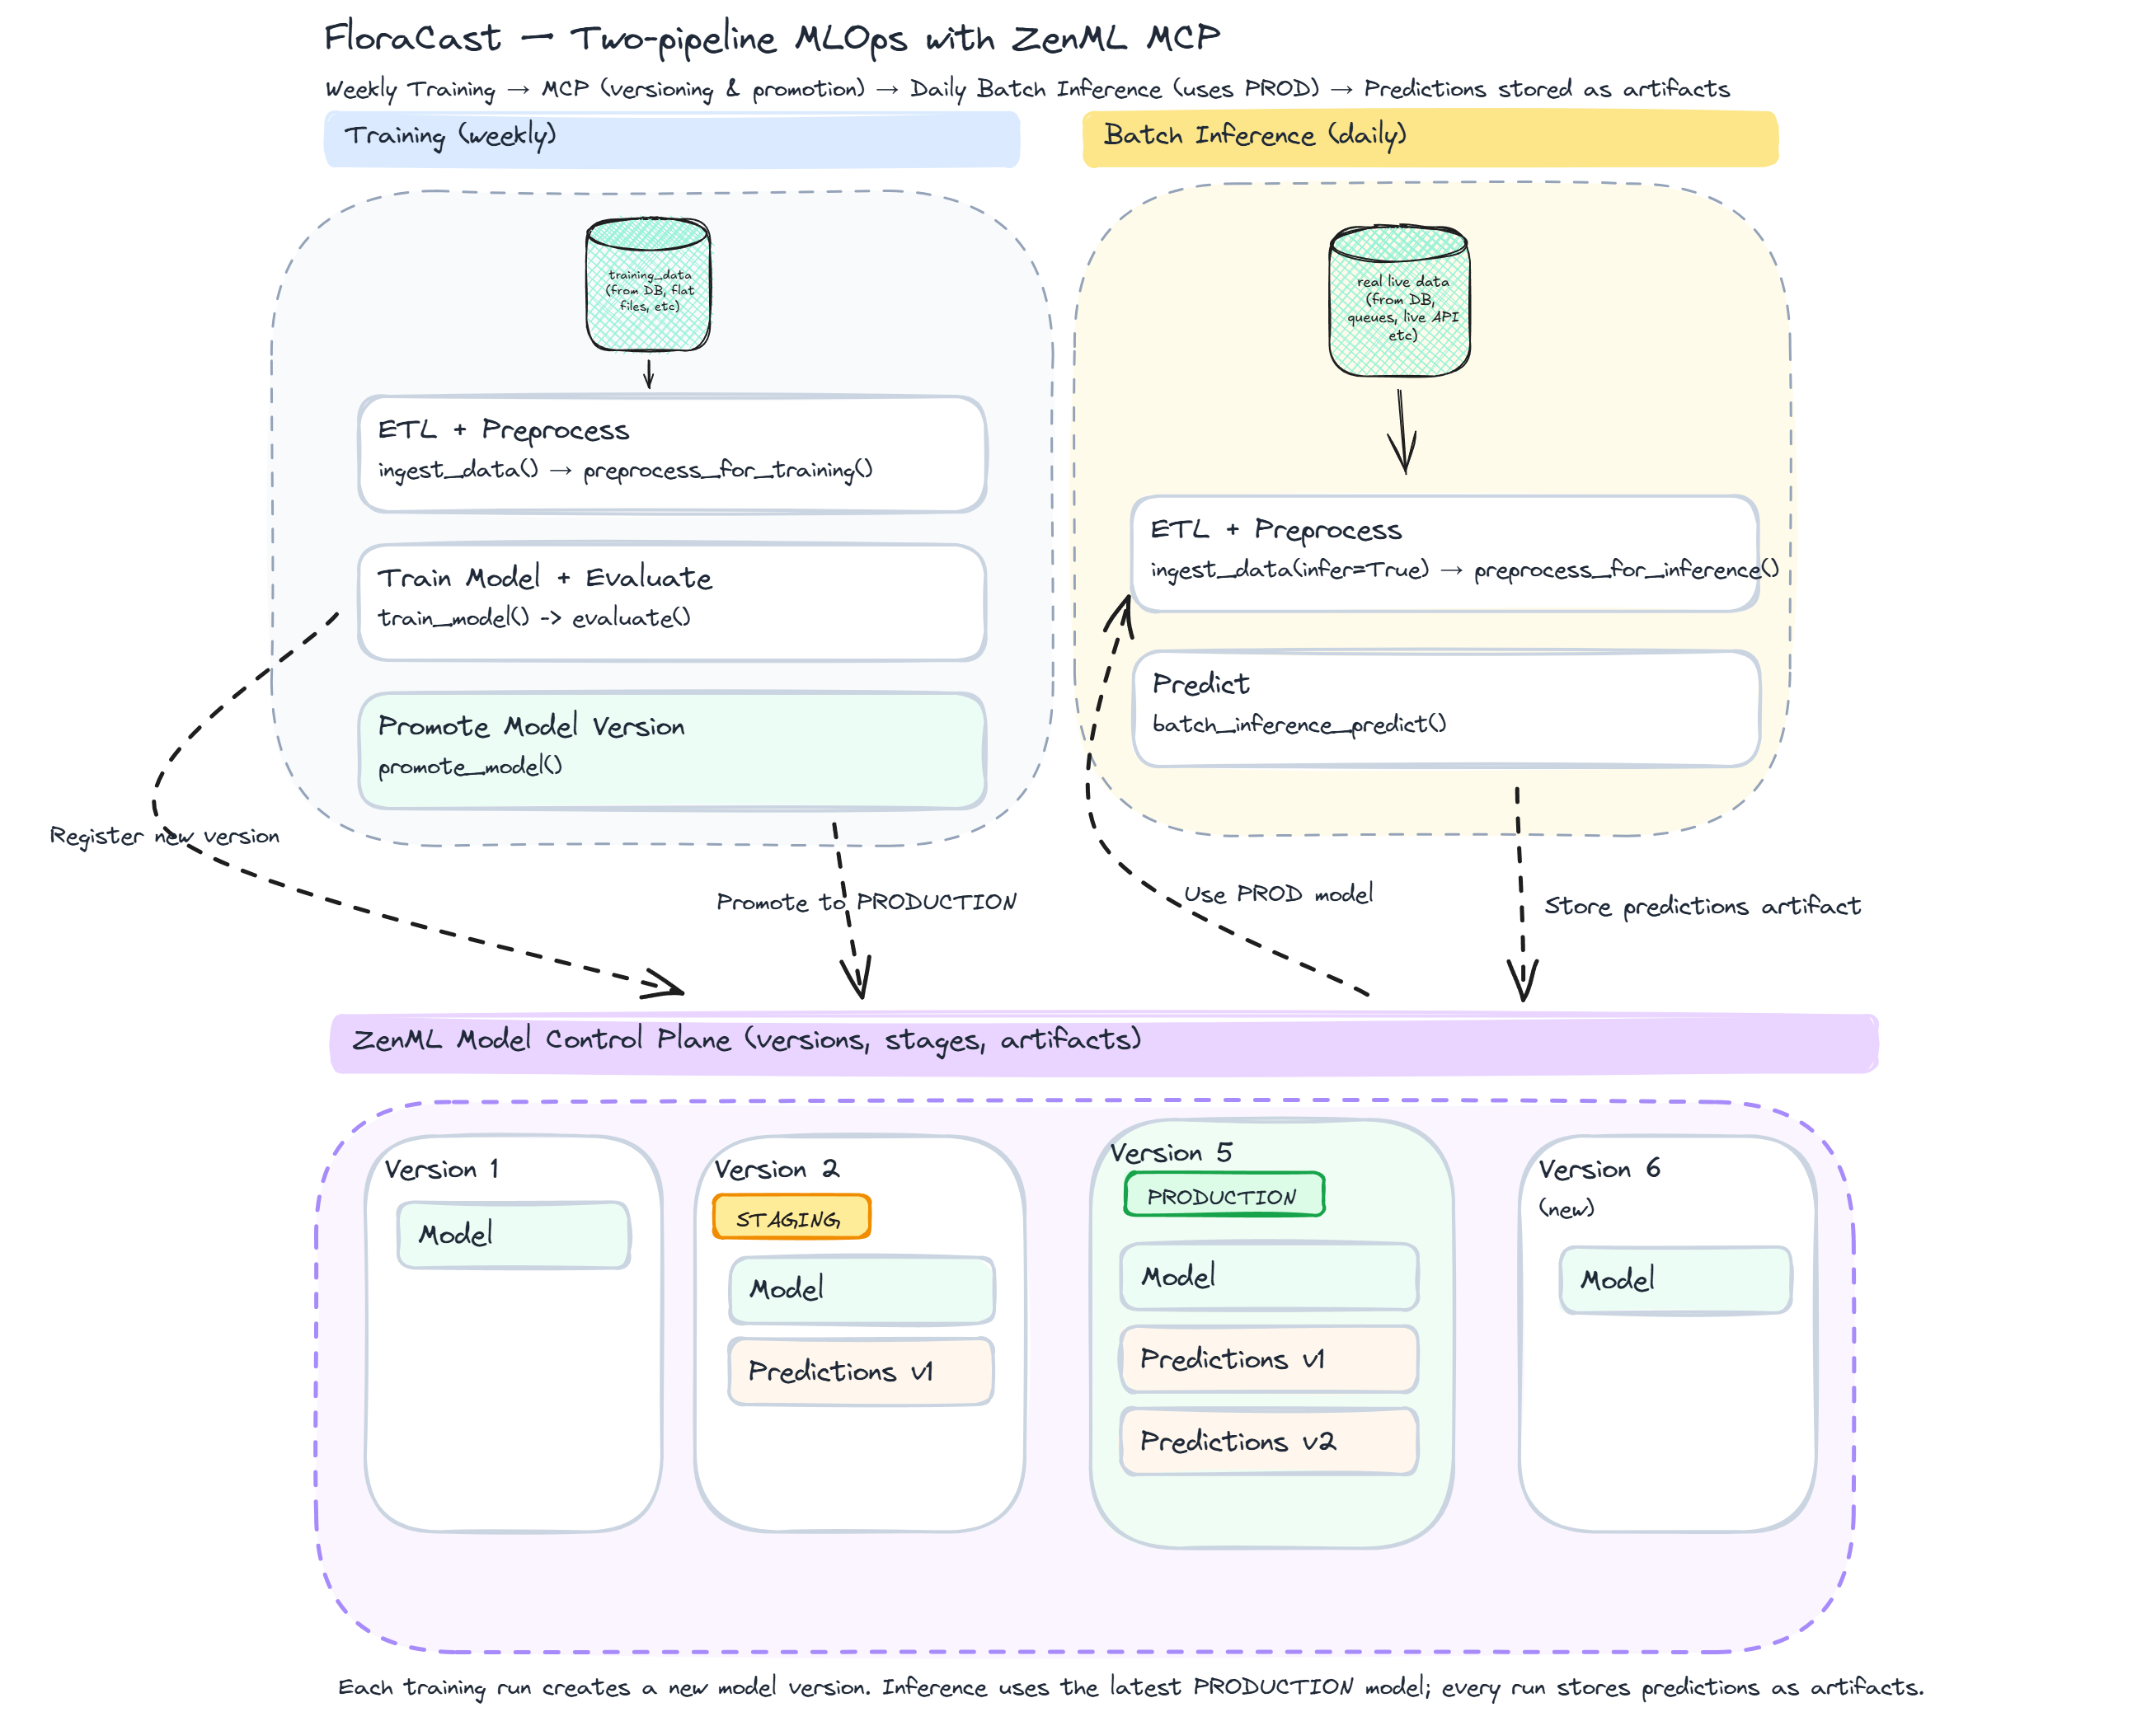 FloraCast — Two-pipeline MLOps with ZenML MCP
Weekly Training → MCP (versioning & promotion) → Daily Batch Inference (uses PROD) → Predictions stored as artifacts
Training (weekly)
training_data
(from DB, flat
files, etc)
ETL + Preprocess
ingest_data() → preprocess_for_training()
Train Model + Evaluate
train_model() -> evaluate()
Promote Model Version
promote_model()
Batch Inference (daily)
real live data
(from DB,
queues, live API
etc)
ETL + Preprocess
ingest_data(infer=True) → preprocess_for_inference()
Predict
batch_inference_predict()
Register new version
Promote to PRODUCTION
Use PROD model
Store predictions artifact
ZenML Model Control Plane (versions, stages, artifacts)
Version 1
Model
Version 2
STAGING
Model
Predictions v1
Version 5
PRODUCTION
Model
Predictions v1
Predictions v2
Version 6
(new)
Model
Each training run creates a new model version. Inference uses the latest PRODUCTION model; every run stores predictions as artifacts.